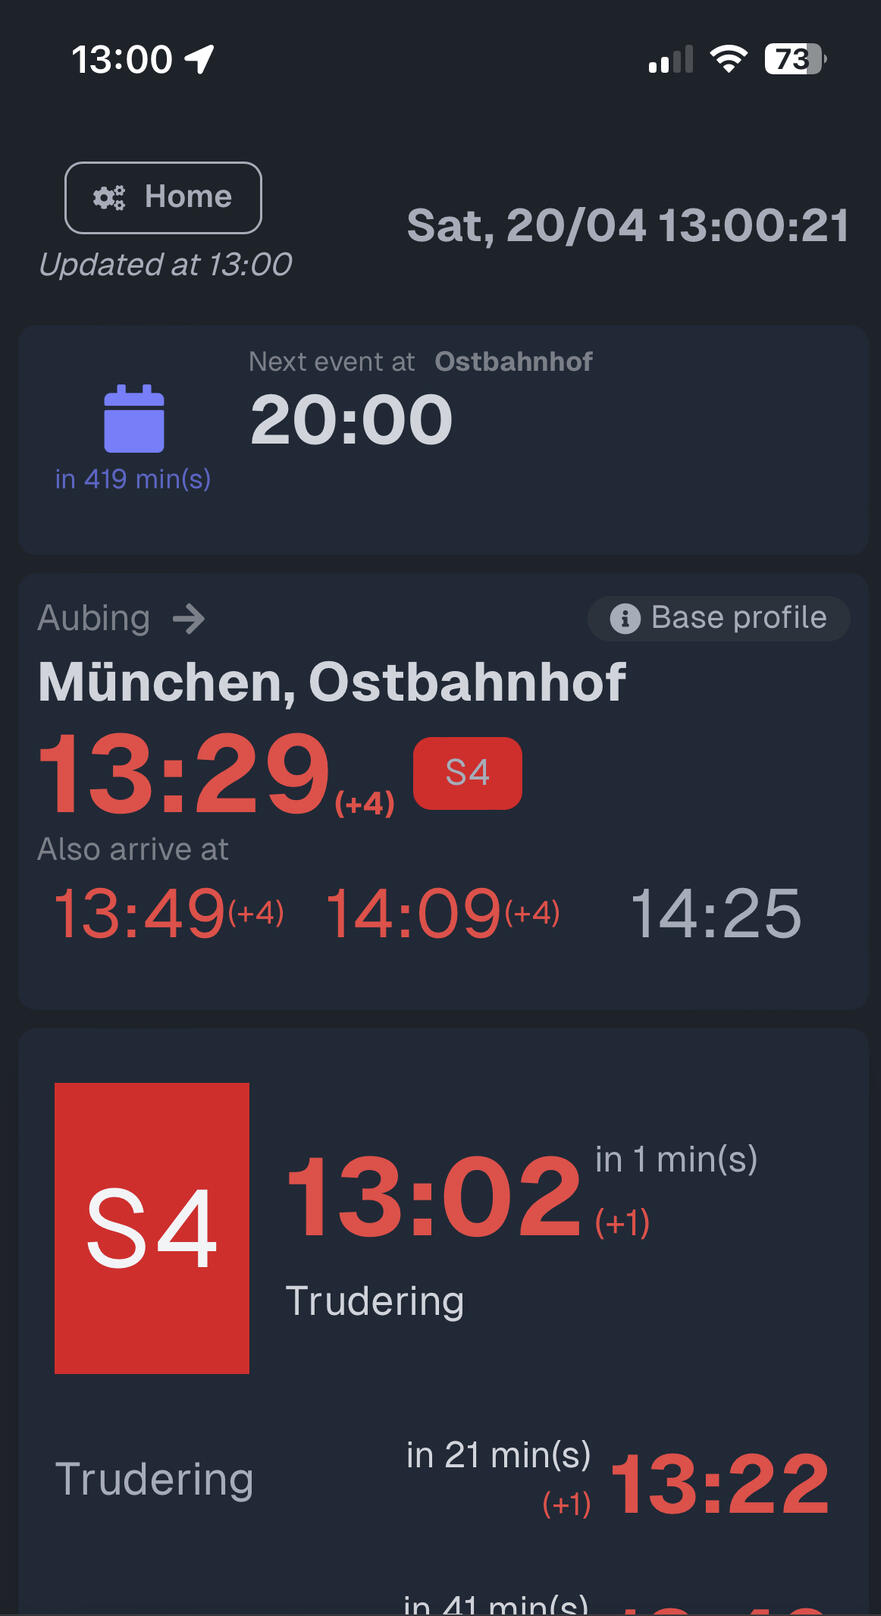 13:00
73
Home
Updated at 13:00
Sat, 20/04 13:00:21
Next event at Ostbahnhof
20:00
in 419 min(s)
Aubing → Base profile
München, Ostbahnhof
13:29 (+4) S4
Also arrive at
13:49(+4) 14:09(+4) 14:25
S4
13:02 in 1 min(s)
(+1)
Trudering
Trudering
in 21 min(s)
(+1)
13:22
in 41 min(s)